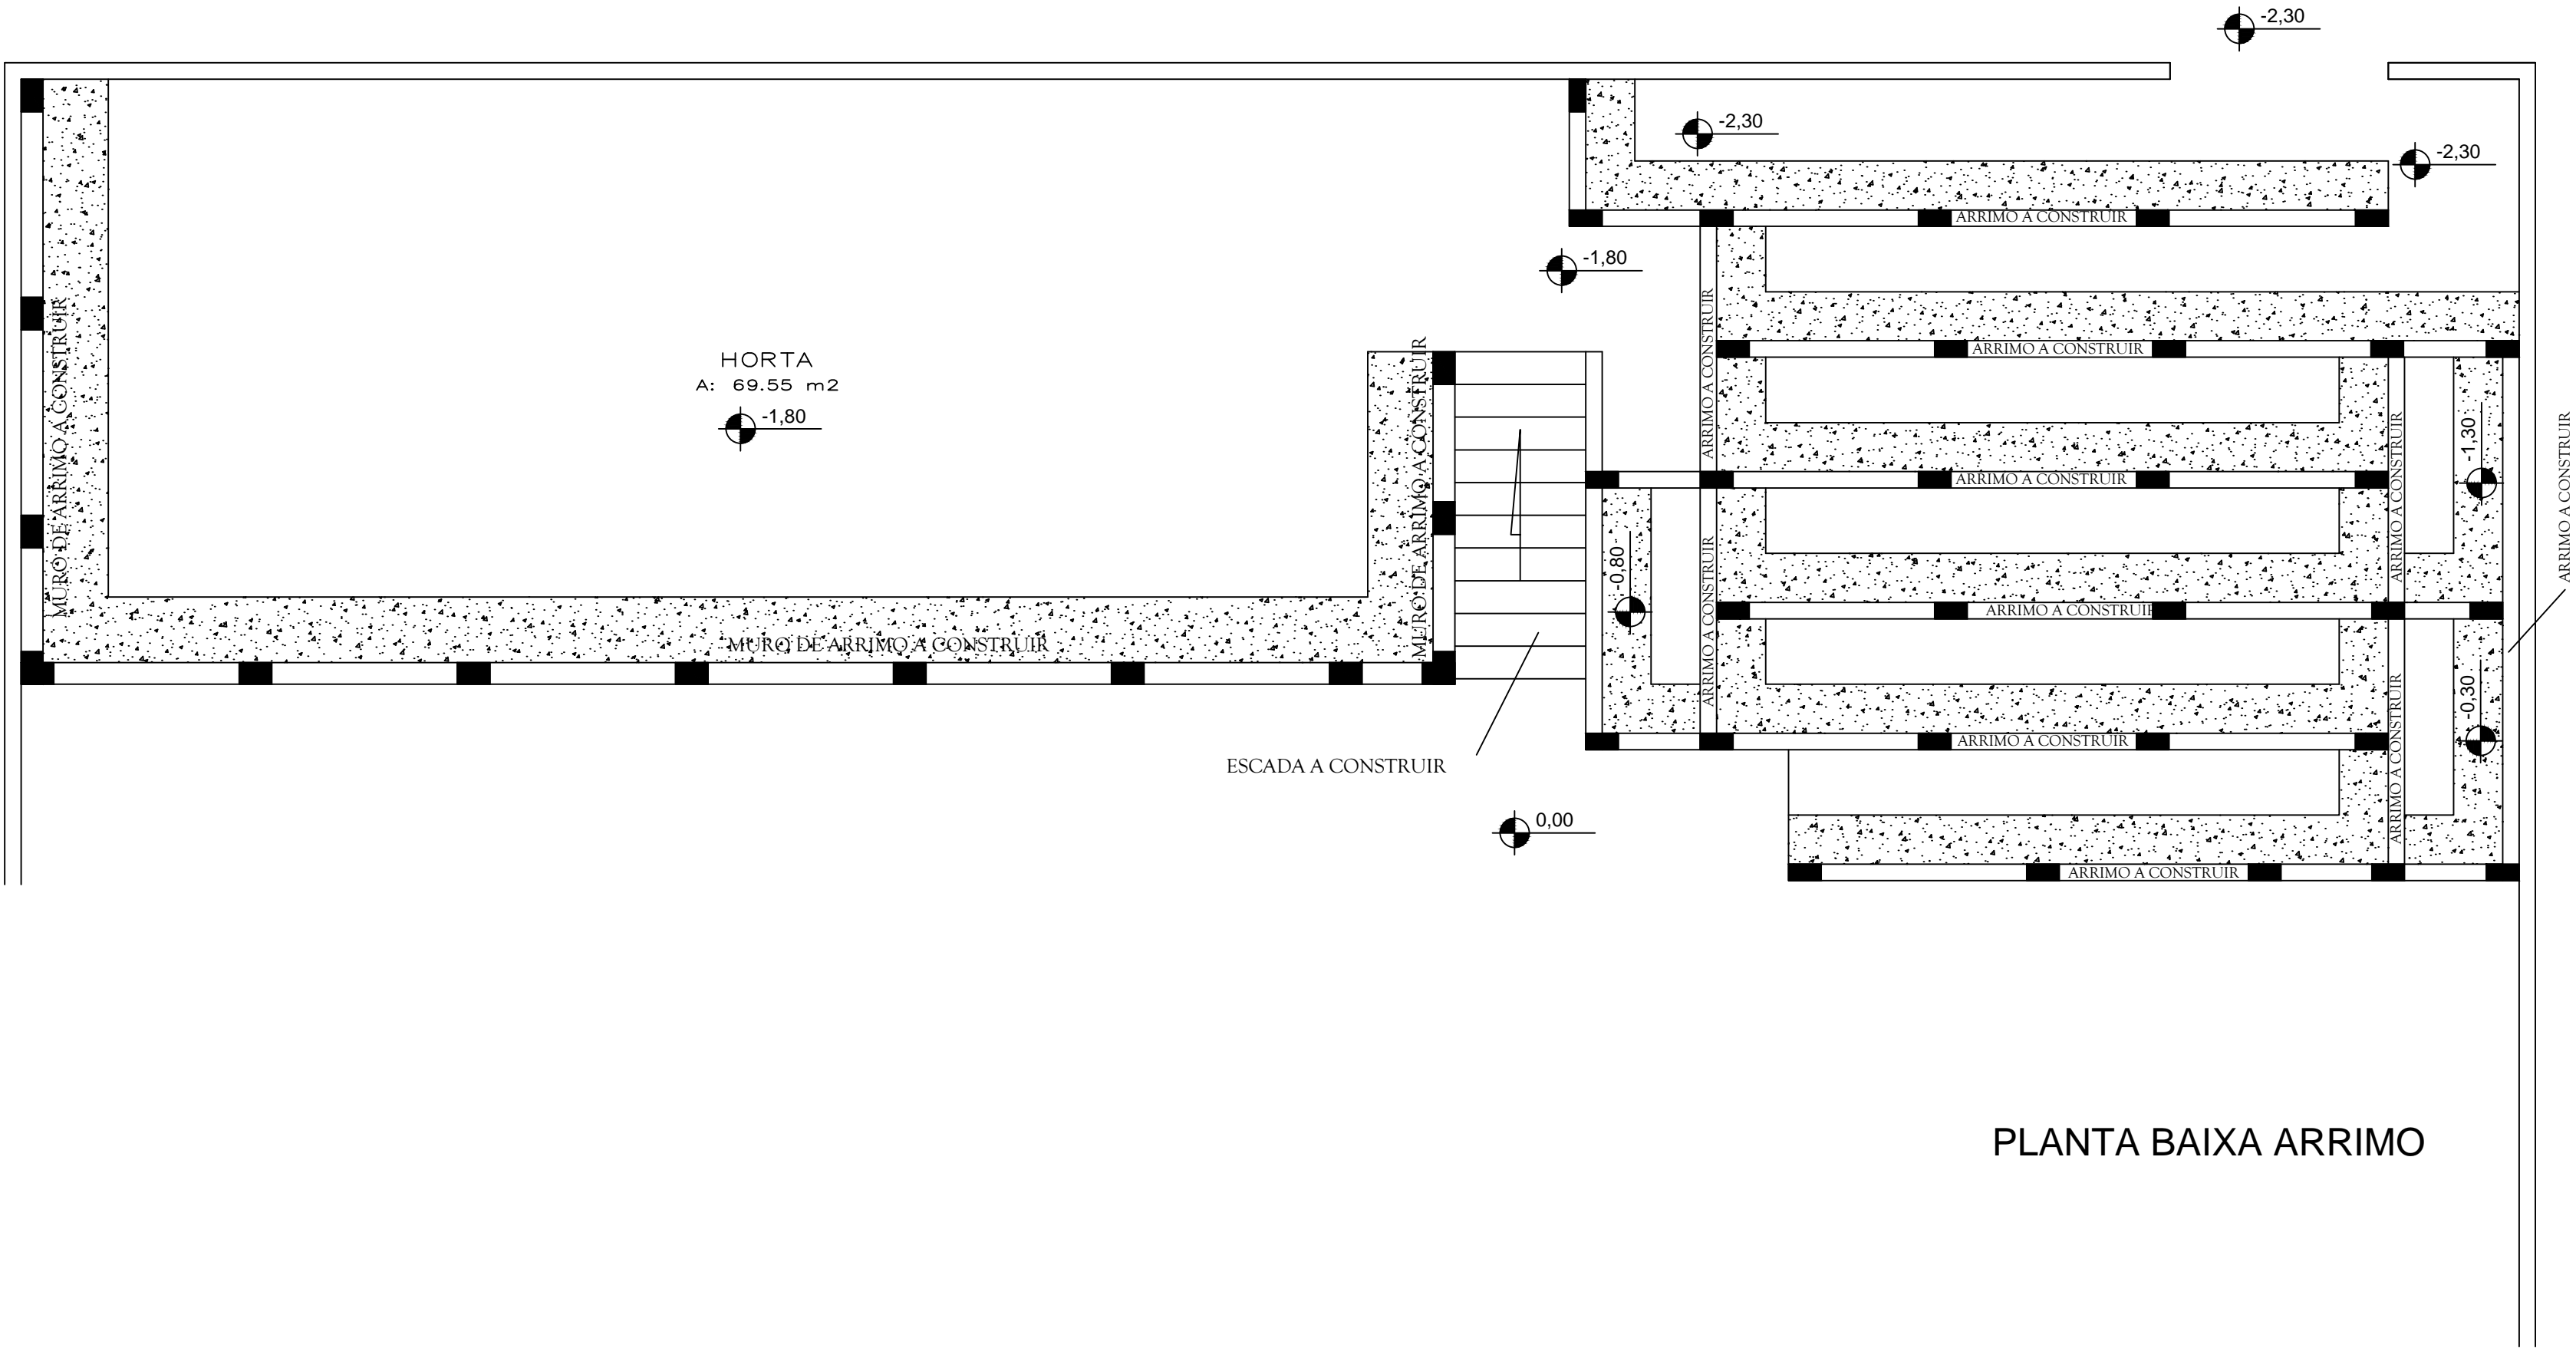 -2,30
-2,30
-2,30
ARRIMO A CONSTRUIR
-1,80
ARRIMO A CONSTRUIR
ARRIMO A CONSTRUIR
HORTA
A: 69.55 m2
-1,80
MURO DE ARRIMO A CONSTRUIR
MURO DE ARRIMO A CONSTRUIR
MURO DE ARRIMO A CONSTRUIR
ARRIMO A CONSTRUIR
ARRIMO A CONSTRUIR
-1,30
ARRIMO A CONSTRUIR
-0,80
ARRIMO A CONSTRUIR
ARRIMO A CONSTRUIR
-0,30
ARRIMO A CONSTRUIR
ARRIMO A CONSTRUIR
ESCADA A CONSTRUIR
0,00
ARRIMO A CONSTRUIR
PLANTA BAIXA ARRIMO